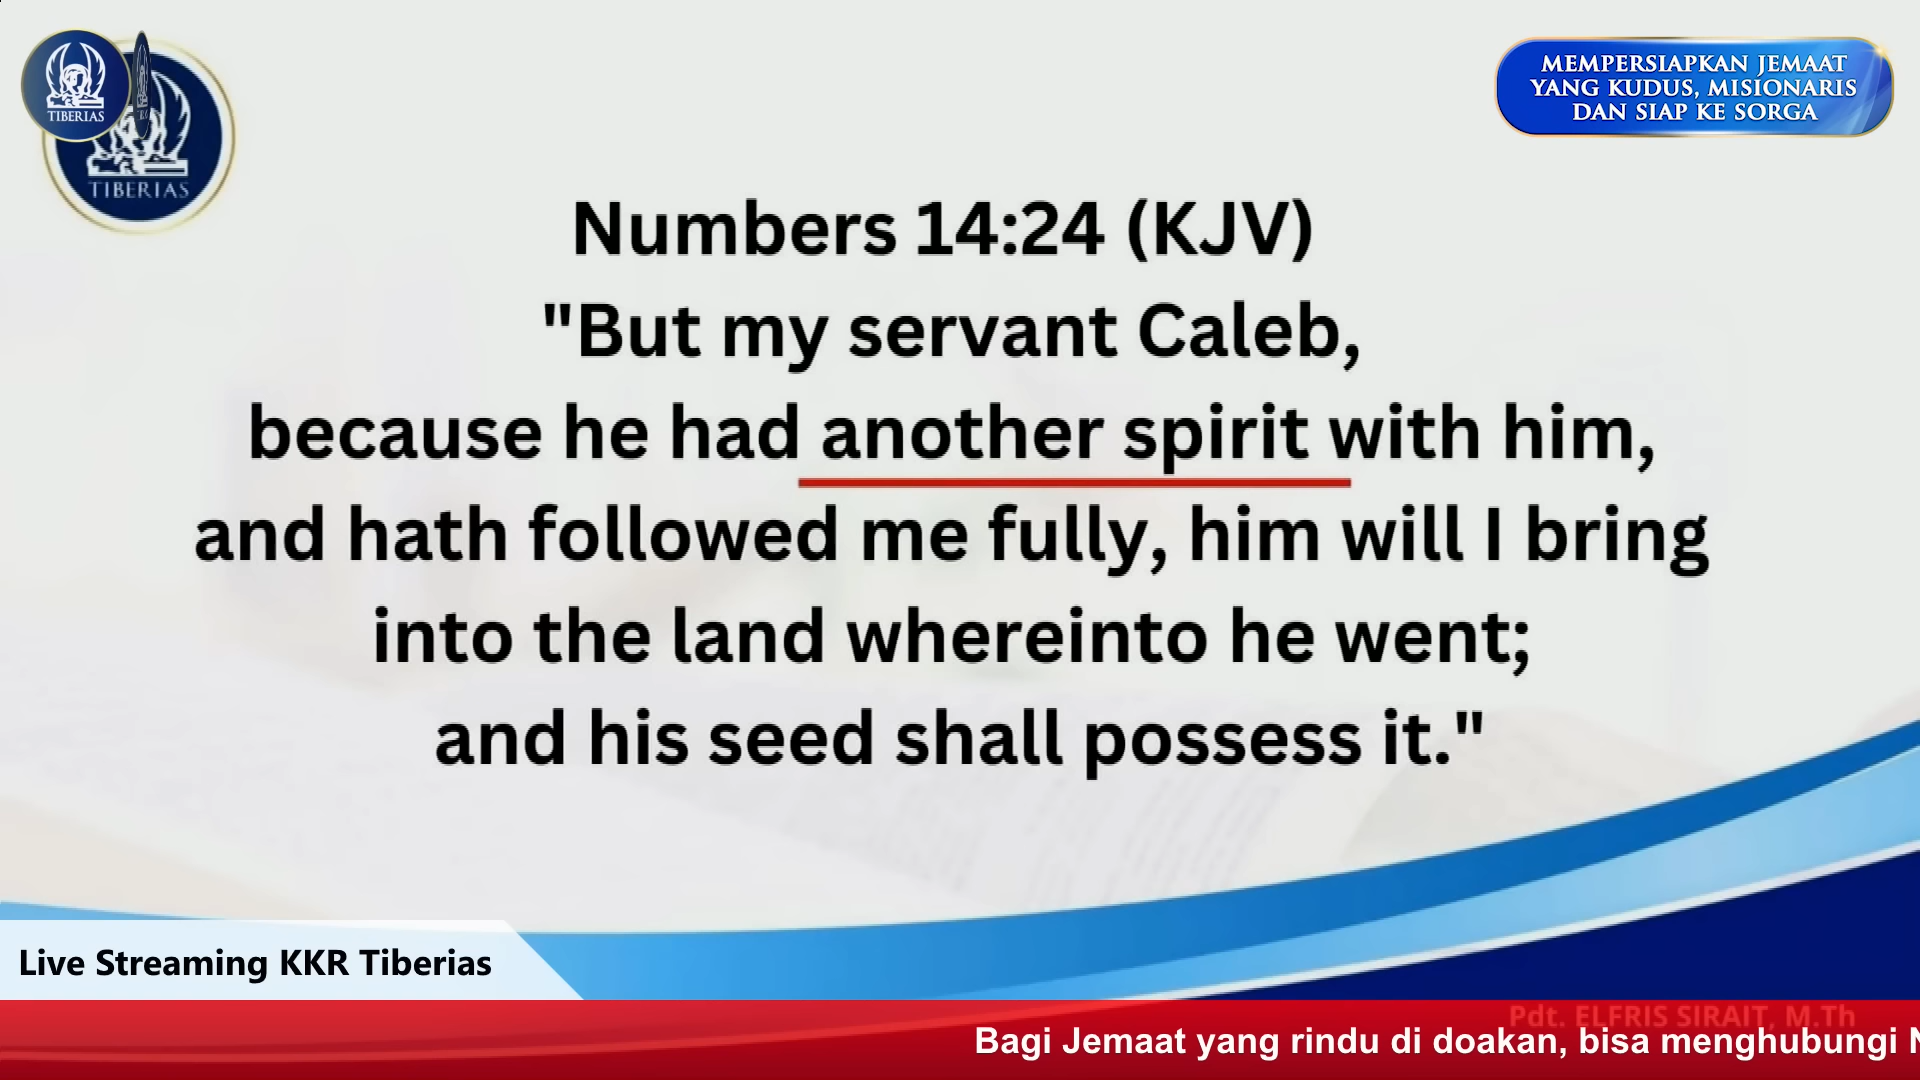 TIBERIAS
TIBERIAS
MEMPERSIAPKAN JEMAAT
YANG KUDUS, MISIONARIS
DAN SIAP KE SORGA
Numbers 14:24 (KJV)
"But my servant Caleb,
because he had another spirit with him,
and hath followed me fully, him will I bring
into the land whereinto he went;
and his seed shall possess it."
Live Streaming KKR Tiberias
Pdt. ELFRIS SIRAIT, M.Th
Bagi Jemaat yang rindu di doakan, bisa menghubungi